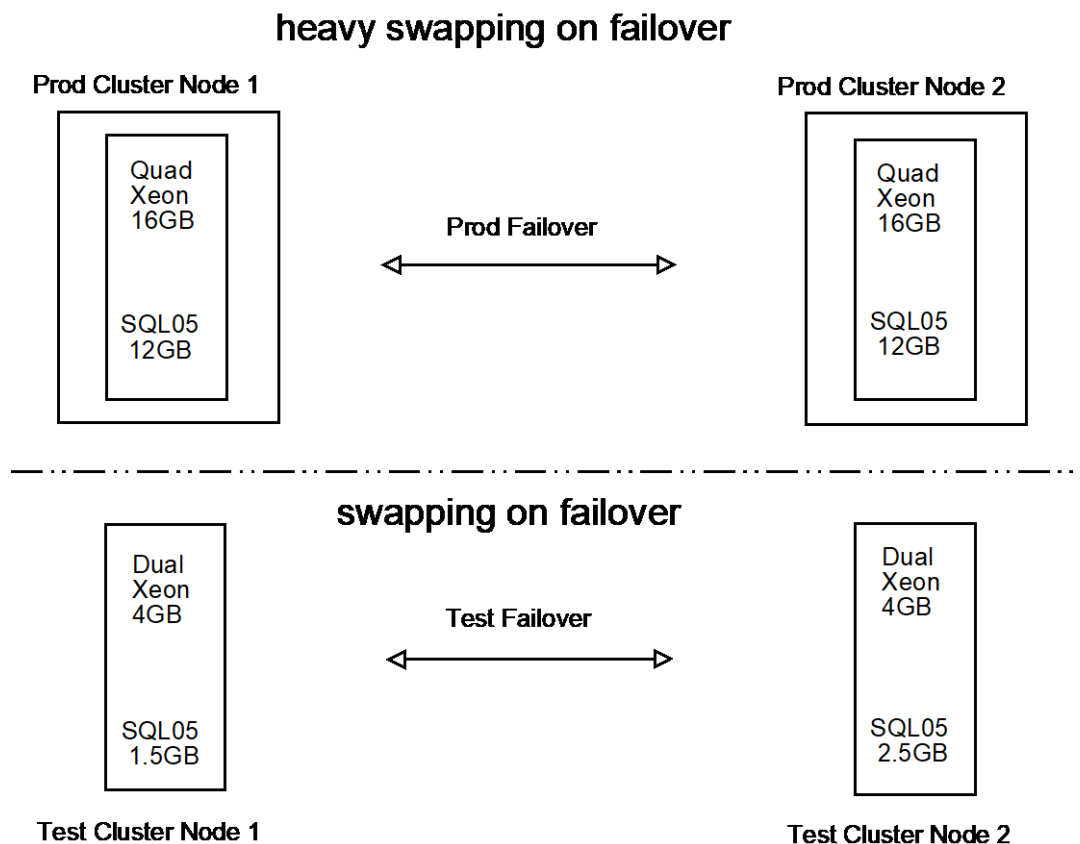 heavy swapping on failover
Prod Cluster Node 1
Prod Cluster Node 2
Quad
Xeon
16GB
SQL05
12GB
Prod Failover
Quad
Xeon
16GB
SQL05
12GB
swapping on failover
Dual
Xeon
4GB
SQL05
1.5GB
Test Failover
Dual
Xeon
4GB
SQL05
2.5GB
Test Cluster Node 1
Test Cluster Node 2